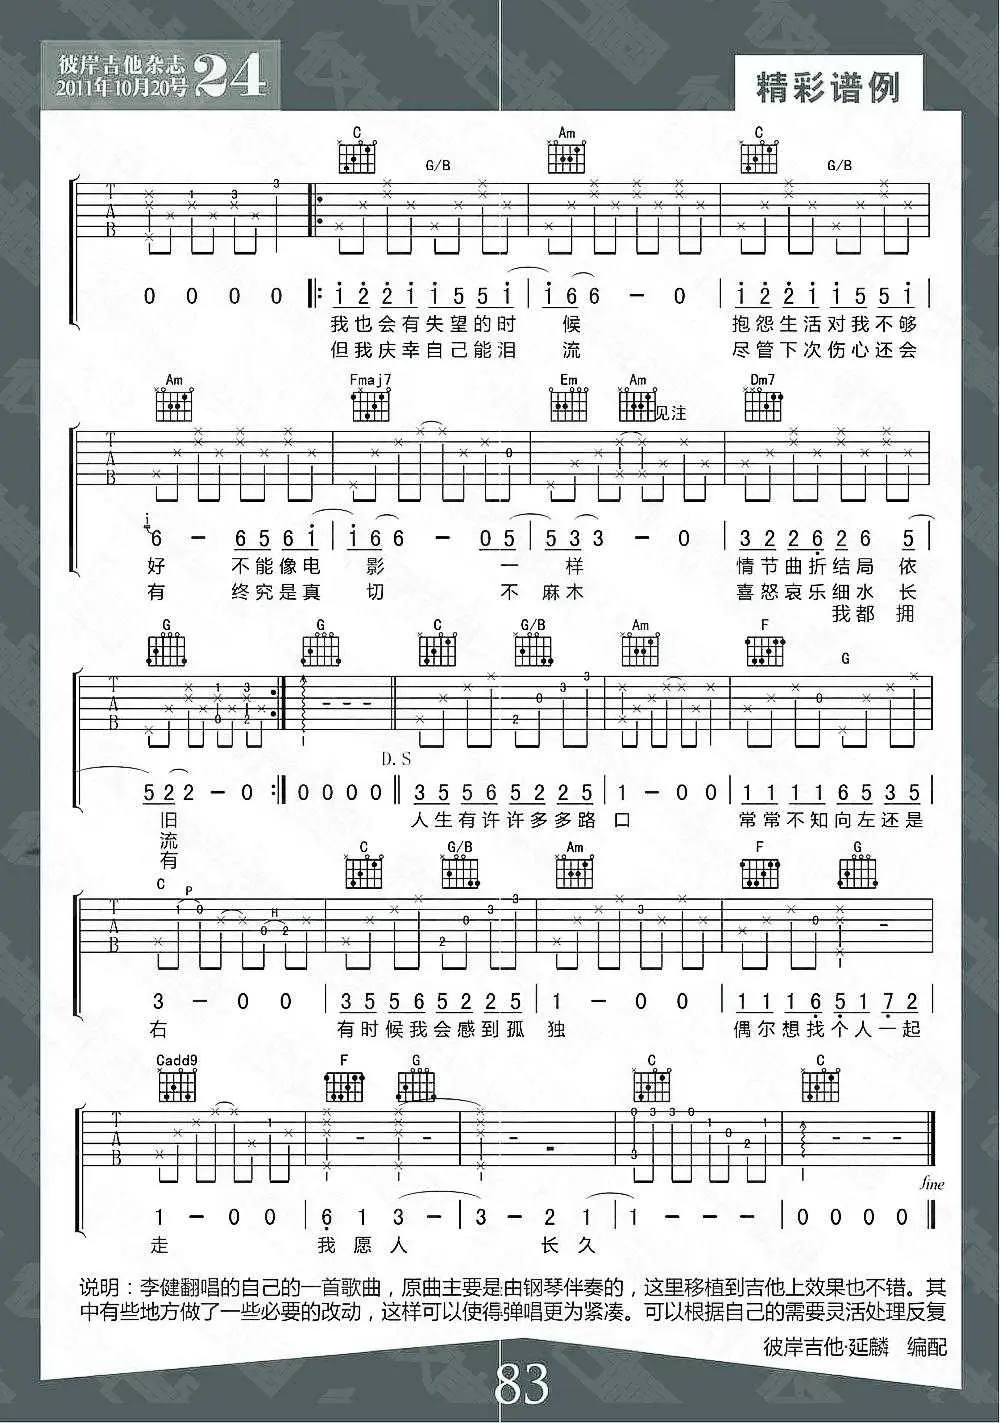 彼岸吉他杂志
2011年10月20号
24
精彩谱例
C G/B Am C G/B
0 0 0 0 1 2 2 1 1 5 5 1 1 6 6 - 0 1 2 2 1 1 5 5 1
我也会有失望的时 候 抱怨生活对我不够
但我庆幸自己能泪 流 尽管下次伤心还会
Am Fmaj7 Em Am 见注 Dm7
6 - 6 5 6 1 1 6 6 - 0 5 5 3 3 - 0 3 2 2 6 2 6 5
好 不能像电 影 一 样 情节曲折结局 依
有 终究是真 切 不 麻木 喜怒哀乐细水 长
我都 拥
G G C G/B Am F G
D.S
5 2 2 - 0 0 0 0 0 3 5 5 6 5 2 2 5 1 - 0 0 1 1 1 1 6 5 3 5
旧 人生有许许多多路 口 常常不知向左还是
流
有
C P H C G/B Am F G
3 - 0 0 3 5 5 6 5 2 2 5 1 - 0 0 1 1 1 6 5 1 7 2
右 有时候我会感到孤 独 偶尔想找个人一起
Cadd9 F G C C
fine
1 - 0 0 6 1 3 - - 3 - 2 1 1 - - - 0 0 0 0
走 我 愿 人 长 久
说明：李健翻唱的自己的一首歌曲，原曲主要是由钢琴伴奏的，这里移植到吉他上效果也不错。其
中有些地方做了一些必要的改动，这样可以使得弹唱更为紧凑。可以根据自己的需要灵活处理反复
彼岸吉他·延麟 编配
83